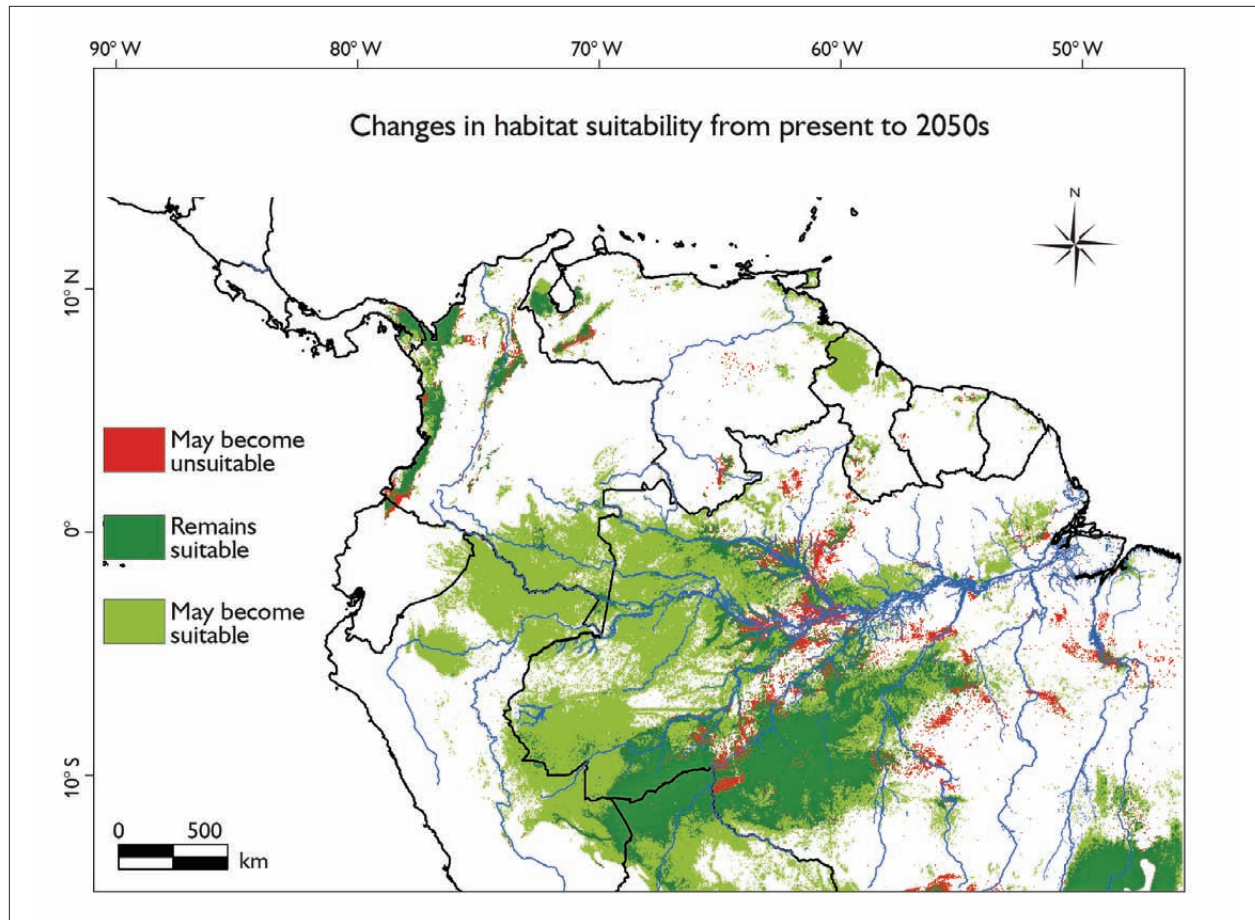 90° W 80° W 70° W 60° W 50° W
Changes in habitat suitability from present to 2050s
N
10° N
May become
unsuitable
Remains
suitable
0°
May become
suitable
10° S
0 500
km